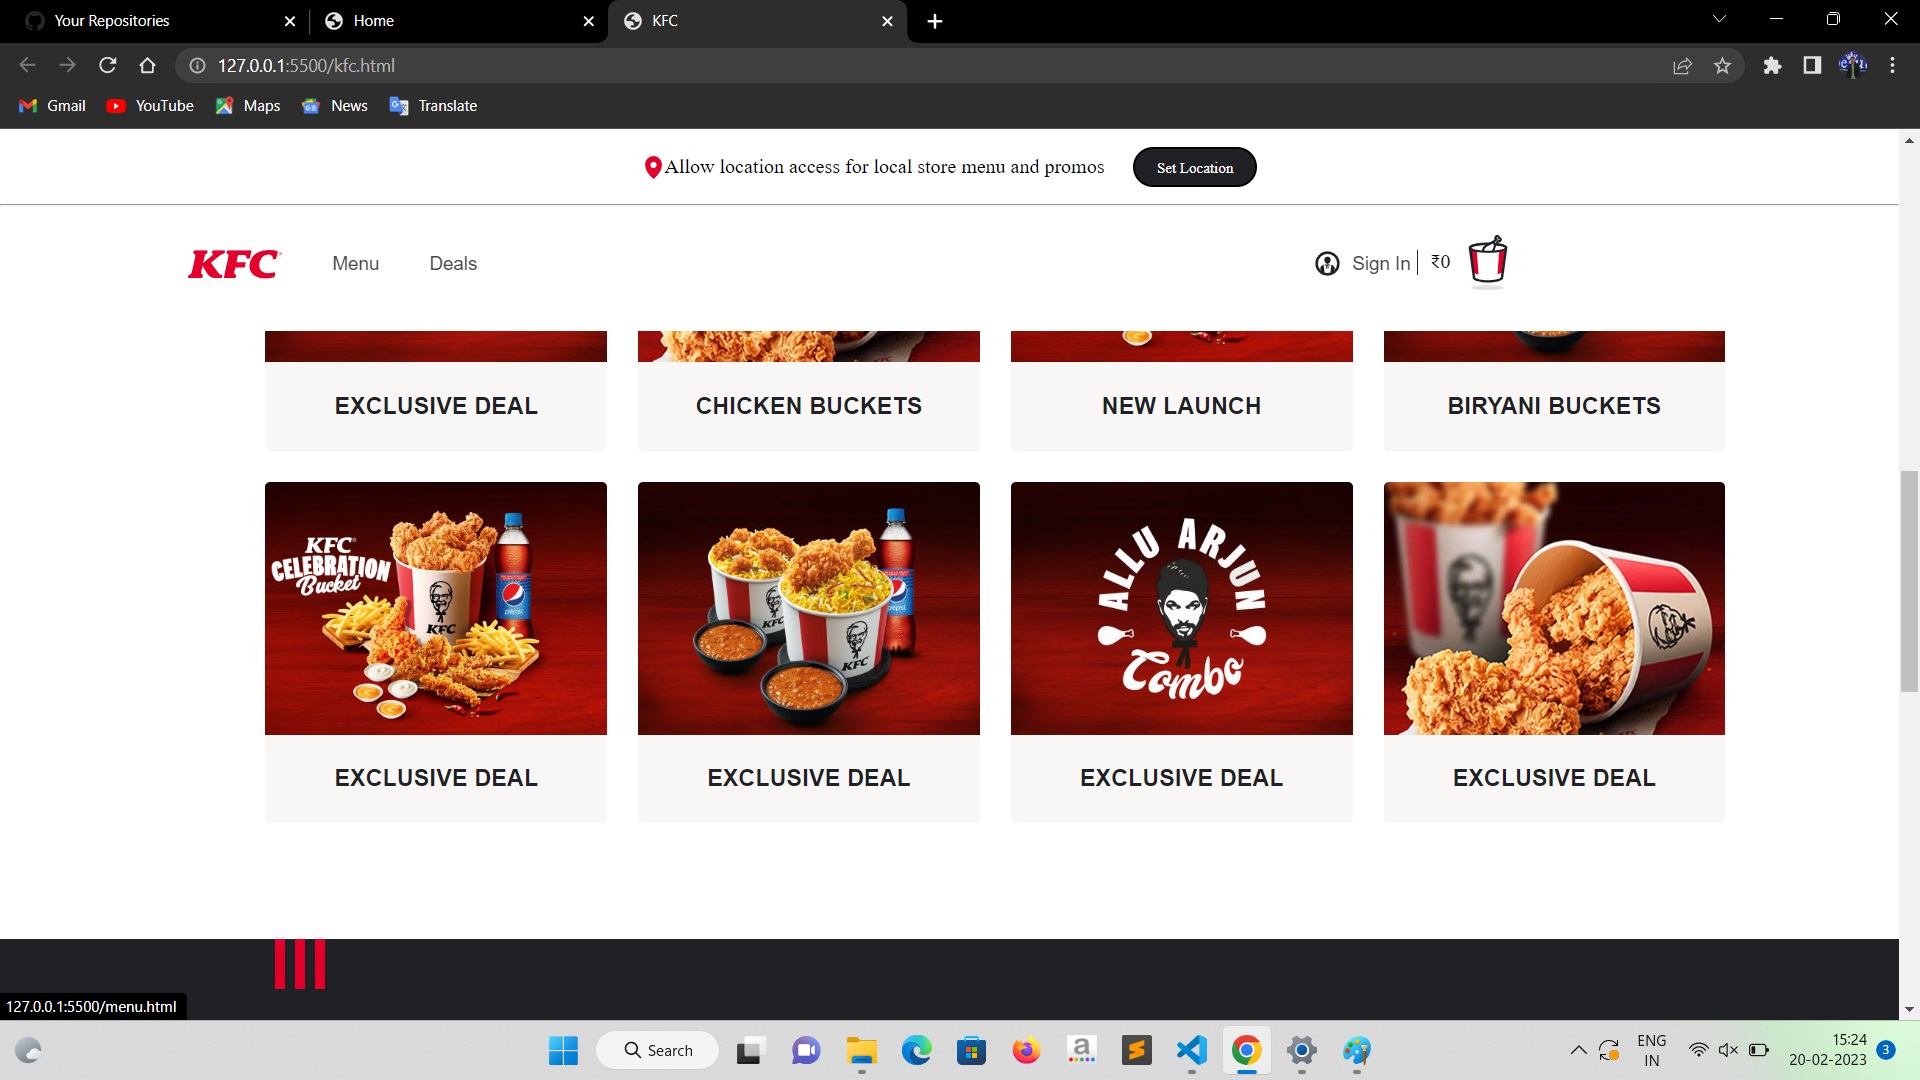 Your Repositories
Home
KFC
127.0.0.1:5500/kfc.html
Gmail
YouTube
Maps
News
Translate
Allow location access for local store menu and promos
Set Location
KFC
Menu
Deals
Sign In
₹0
EXCLUSIVE DEAL
CHICKEN BUCKETS
NEW LAUNCH
BIRYANI BUCKETS
KFC
CELEBRATION
Bucket
KFC
pepsi
KFC
KFC
pepsi
ALLU ARJUN
Combo
EXCLUSIVE DEAL
EXCLUSIVE DEAL
EXCLUSIVE DEAL
EXCLUSIVE DEAL
127.0.0.1:5500/menu.html
Search
a
ENG
IN
15:24
20-02-2023
3